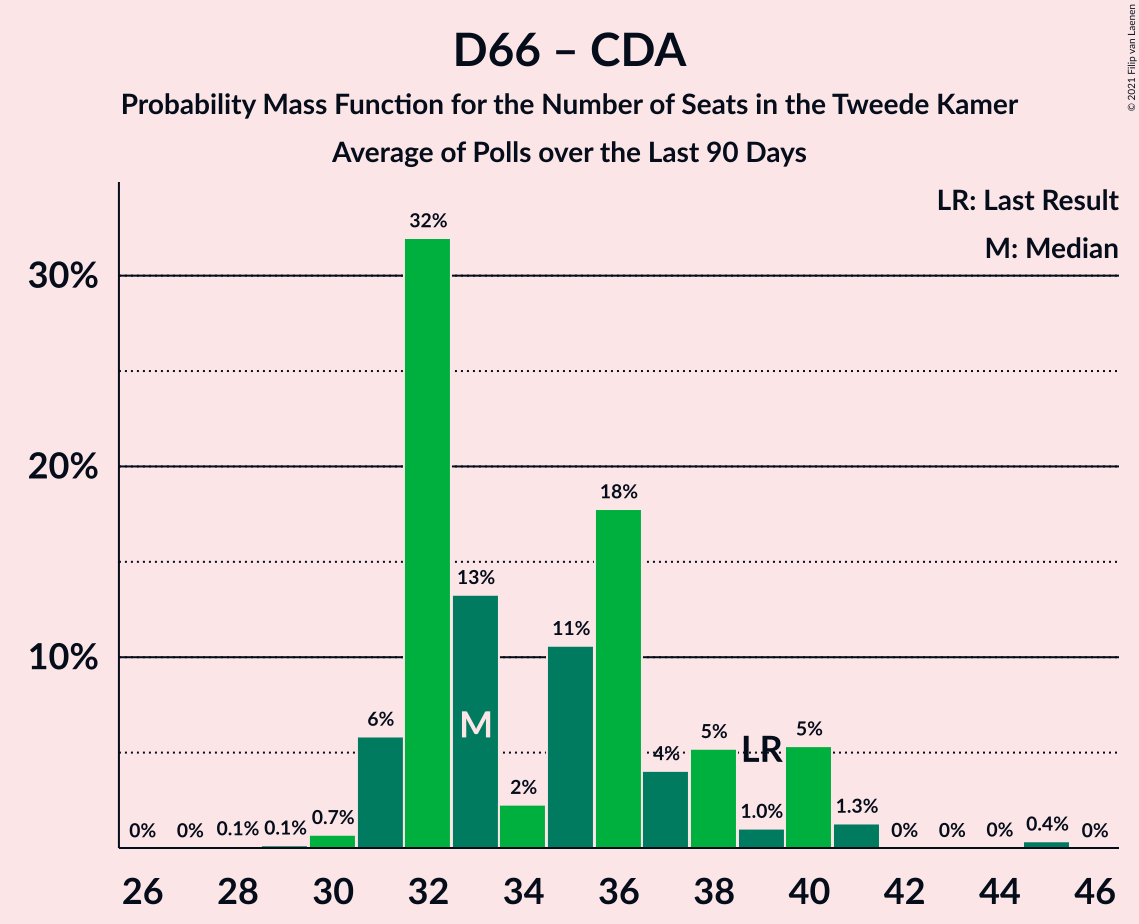 D66 – CDA
Probability Mass Function for the Number of Seats in the Tweede Kamer
Average of Polls over the Last 90 Days
© 2021 Filip van Laenen
LR: Last Result
M: Median
30%
20%
10%
0%
0%
0.1%
0.1%
0.7%
6%
32%
13%
2%
11%
18%
4%
5%
1.0%
5%
1.3%
0%
0%
0%
0.4%
0%
M
LR
26 28 30 32 34 36 38 40 42 44 46